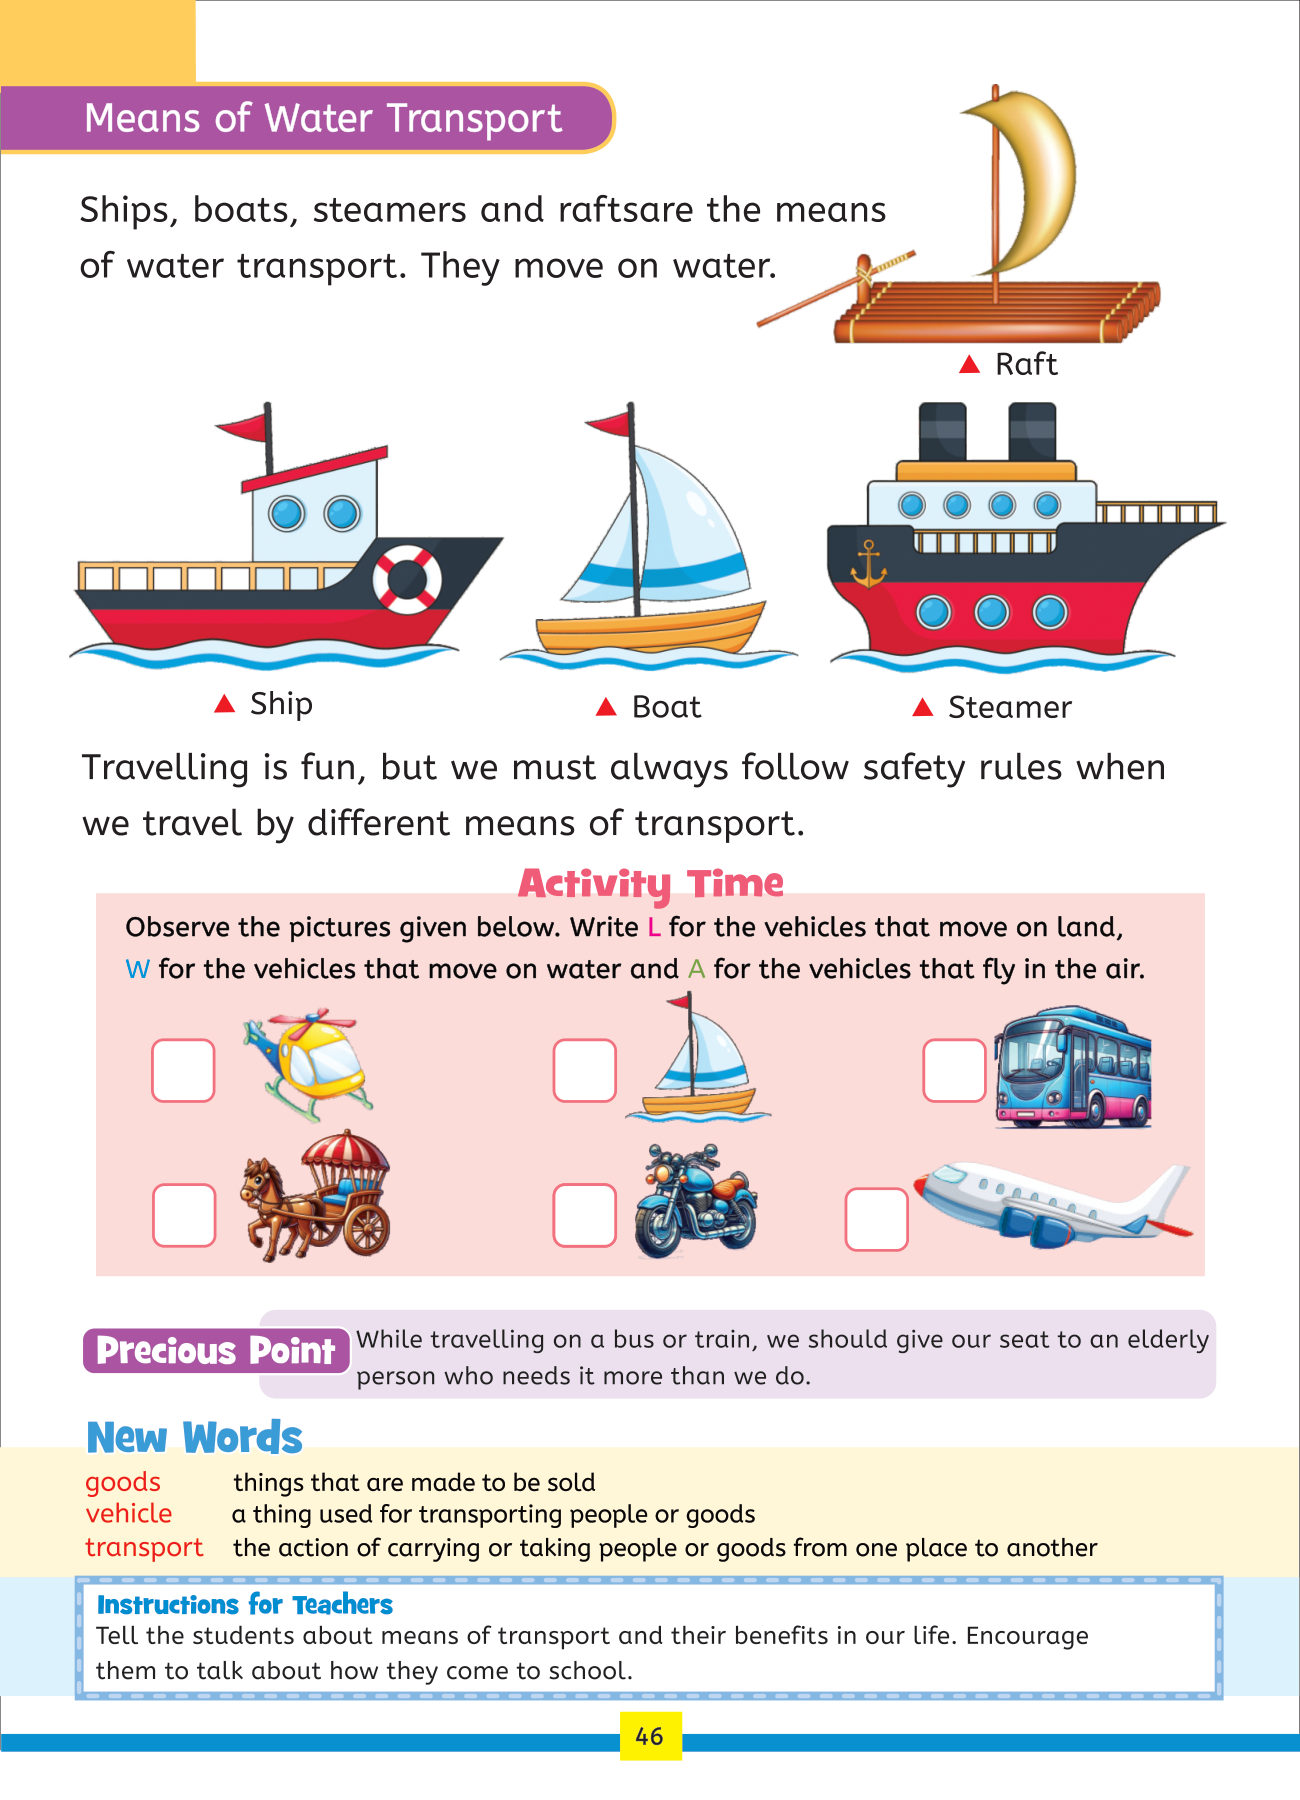 Means of Water Transport
Ships, boats, steamers and raftsare the means
of water transport. They move on water.
▲ Raft
▲ Ship
▲ Boat
▲ Steamer
Travelling is fun, but we must always follow safety rules when
we travel by different means of transport.
Activity Time
Observe the pictures given below. Write L for the vehicles that move on land,
W for the vehicles that move on water and A for the vehicles that fly in the air.
Precious Point
While travelling on a bus or train, we should give our seat to an elderly
person who needs it more than we do.
New Words
goods things that are made to be sold
vehicle a thing used for transporting people or goods
transport the action of carrying or taking people or goods from one place to another
Instructions for Teachers
Tell the students about means of transport and their benefits in our life. Encourage
them to talk about how they come to school.
46